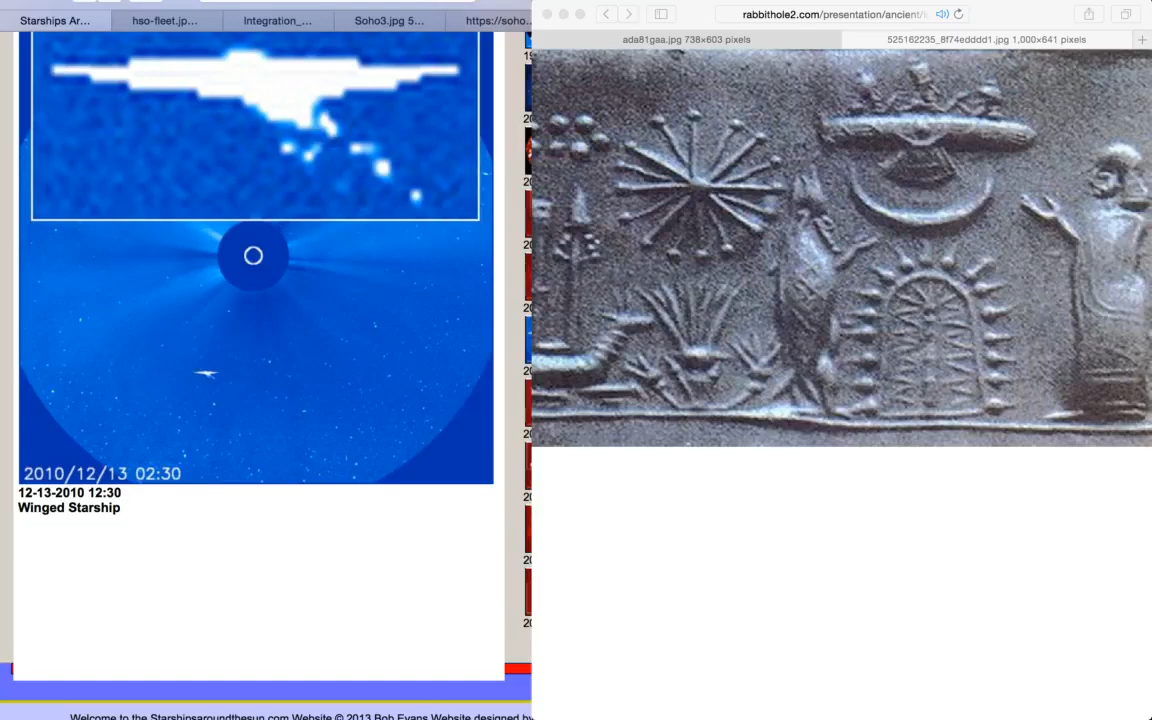 Starships Ar...
hso-fleet.jp...
Integration_...
Soho3.jpg 5...
https://soho.
rabbithole2.com/presentation/ancient/
ada81gaa.jpg 738×603 pixels
525162235_8f74edddd1.jpg 1,000×641 pixels
2010/12/13 02:30
12-13-2010 12:30
Winged Starship
Welcome to the Starshipsaroundthesun.com Website © 2013 Bob Evans Website designed by